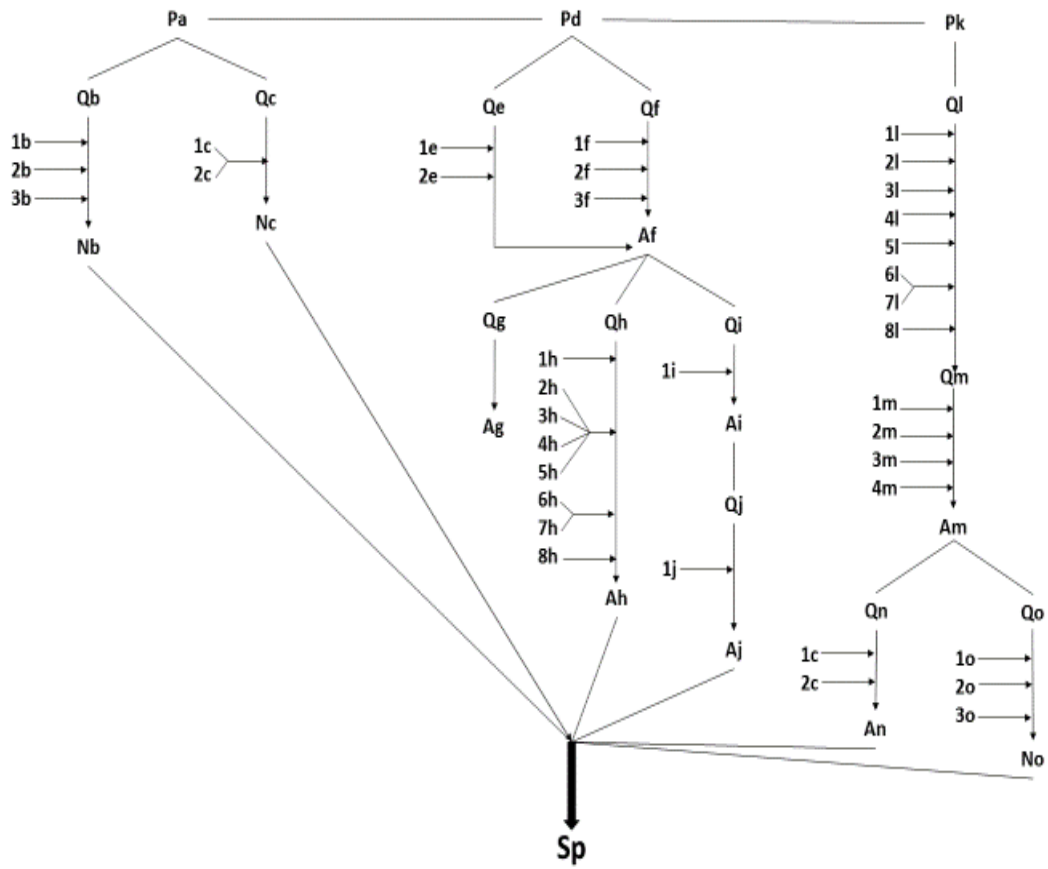 Pa Pd Pk
Qb Qc Qe Qf Ql
1b 2b 3b
1c 2c
1e 2e
1f 2f 3f
1l 2l 3l 4l 5l 6l 7l 8l
Nb Nc Af
Qg Qh Qi
1h 2h 3h 4h 5h 6h 7h 8h
1i
Ag Ai
Qj
1j
Ah Aj
Qm
1m 2m 3m 4m
Am
Qn Qo
1c 2c
1o 2o 3o
An No
Sp